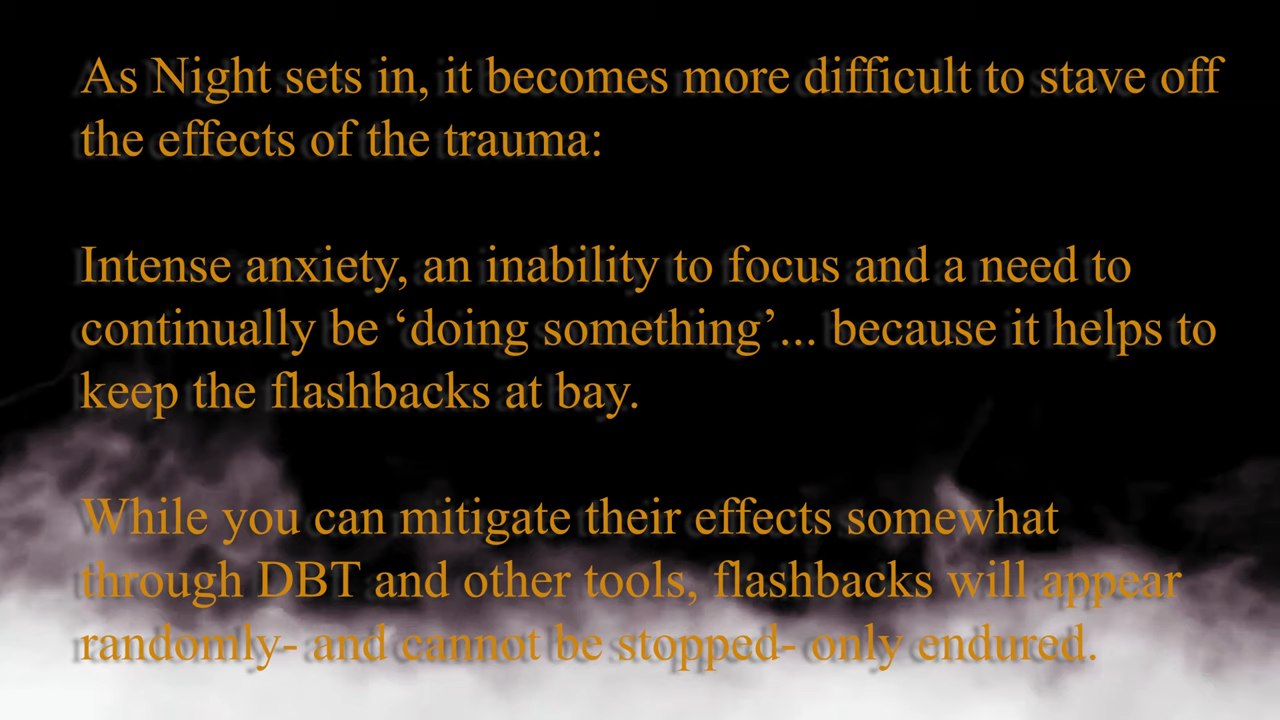 As Night sets in, it becomes more difficult to stave off
the effects of the trauma:
Intense anxiety, an inability to focus and a need to
continually be ‘doing something’... because it helps to
keep the flashbacks at bay.
While you can mitigate their effects somewhat
through DBT and other tools, flashbacks will appear
randomly- and cannot be stopped- only endured.